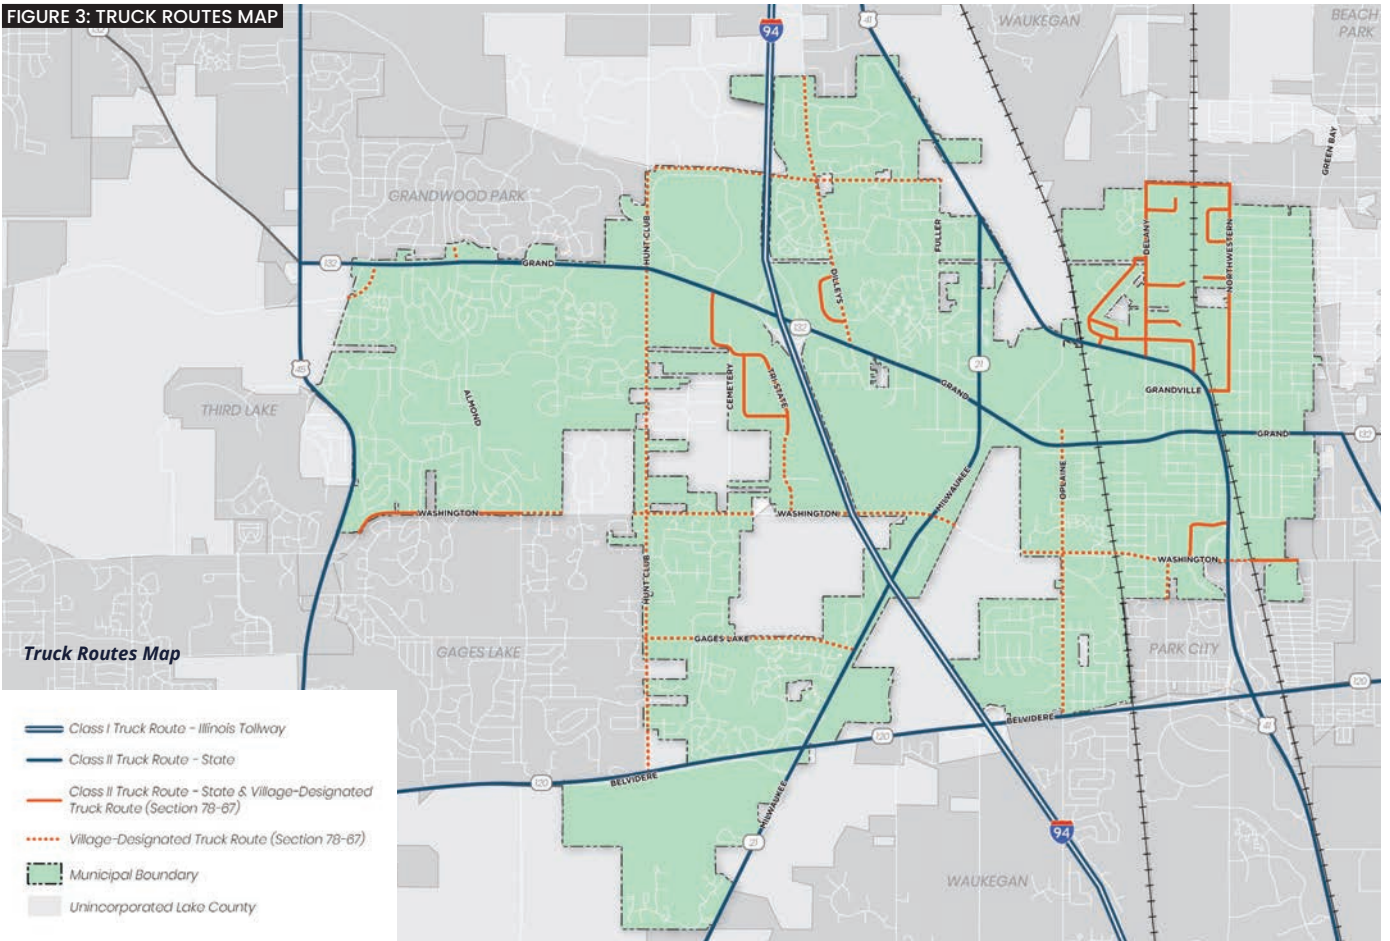 FIGURE 3: TRUCK ROUTES MAP
132
94
41
WAUKEGAN
BEACH
PARK
GREEN BAY
GRANDWOOD PARK
HUNT CLUB
FULLER
DELANY
NORTHWESTERN
132
GRAND
DILLEYS
132
45
21
CEMETERY
TRI-STATE
GRAND
GRANDVILLE
THIRD LAKE
ALMOND
GRAND
132
MILWAUKEE
OPLAINE
WASHINGTON
WASHINGTON
WASHINGTON
HUNT CLUB
GAGES LAKE
GAGES LAKE
PARK CITY
120
BELVIDERE
41
120
120
BELVIDERE
MILWAUKEE
21
94
WAUKEGAN
Truck Routes Map
Class I Truck Route - Illinois Tollway
Class II Truck Route - State
Class II Truck Route - State & Village-Designated
Truck Route (Section 78-67)
Village-Designated Truck Route (Section 78-67)
Municipal Boundary
Unincorporated Lake County